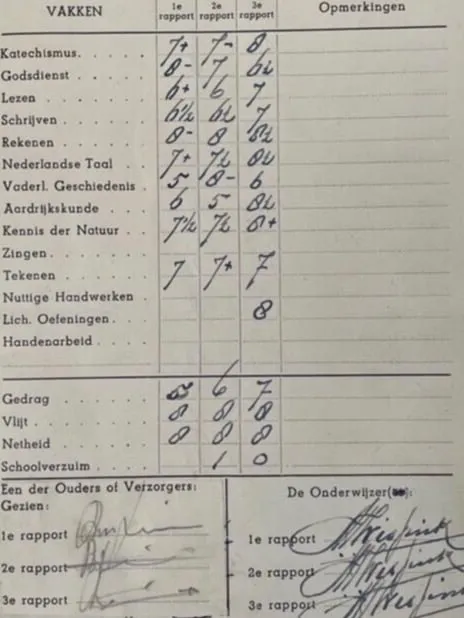 VAKKEN 1e rapport 2e rapport 3e rapport Opmerkingen
Katechismus. . . . . 7+ 7- 8
Godsdienst . . . . . 8- 7 6½
Lezen . . . . . . . 6+ 6 7
Schrijven . . . . . . 6½ 6½ 7
Rekenen . . . . . . 8- 8 8½
Nederlandse Taal . . 7+ 7½ 8½
Vaderl. Geschiedenis . 5 8- 6
Aardrijkskunde . . . 6 5 8½
Kennis der Natuur . . 7½ 7½ 8+
Zingen. . . . . . .
Tekenen . . . . . . 7 7+ 7
Nuttige Handwerken .
Lich. Oefeningen. . . 8
Handenarbeid . . . .
Gedrag . . . . . . 5 6 7
Vlijt . . . . . . . 8 8 8
Netheid . . . . . . 8 8 8
Schoolverzuim . . . . 1 0
Een der Ouders of Verzorgers:
Gezien:
1e rapport
2e rapport
3e rapport
De Onderwijzer( ):
1e rapport
2e rapport
3e rapport